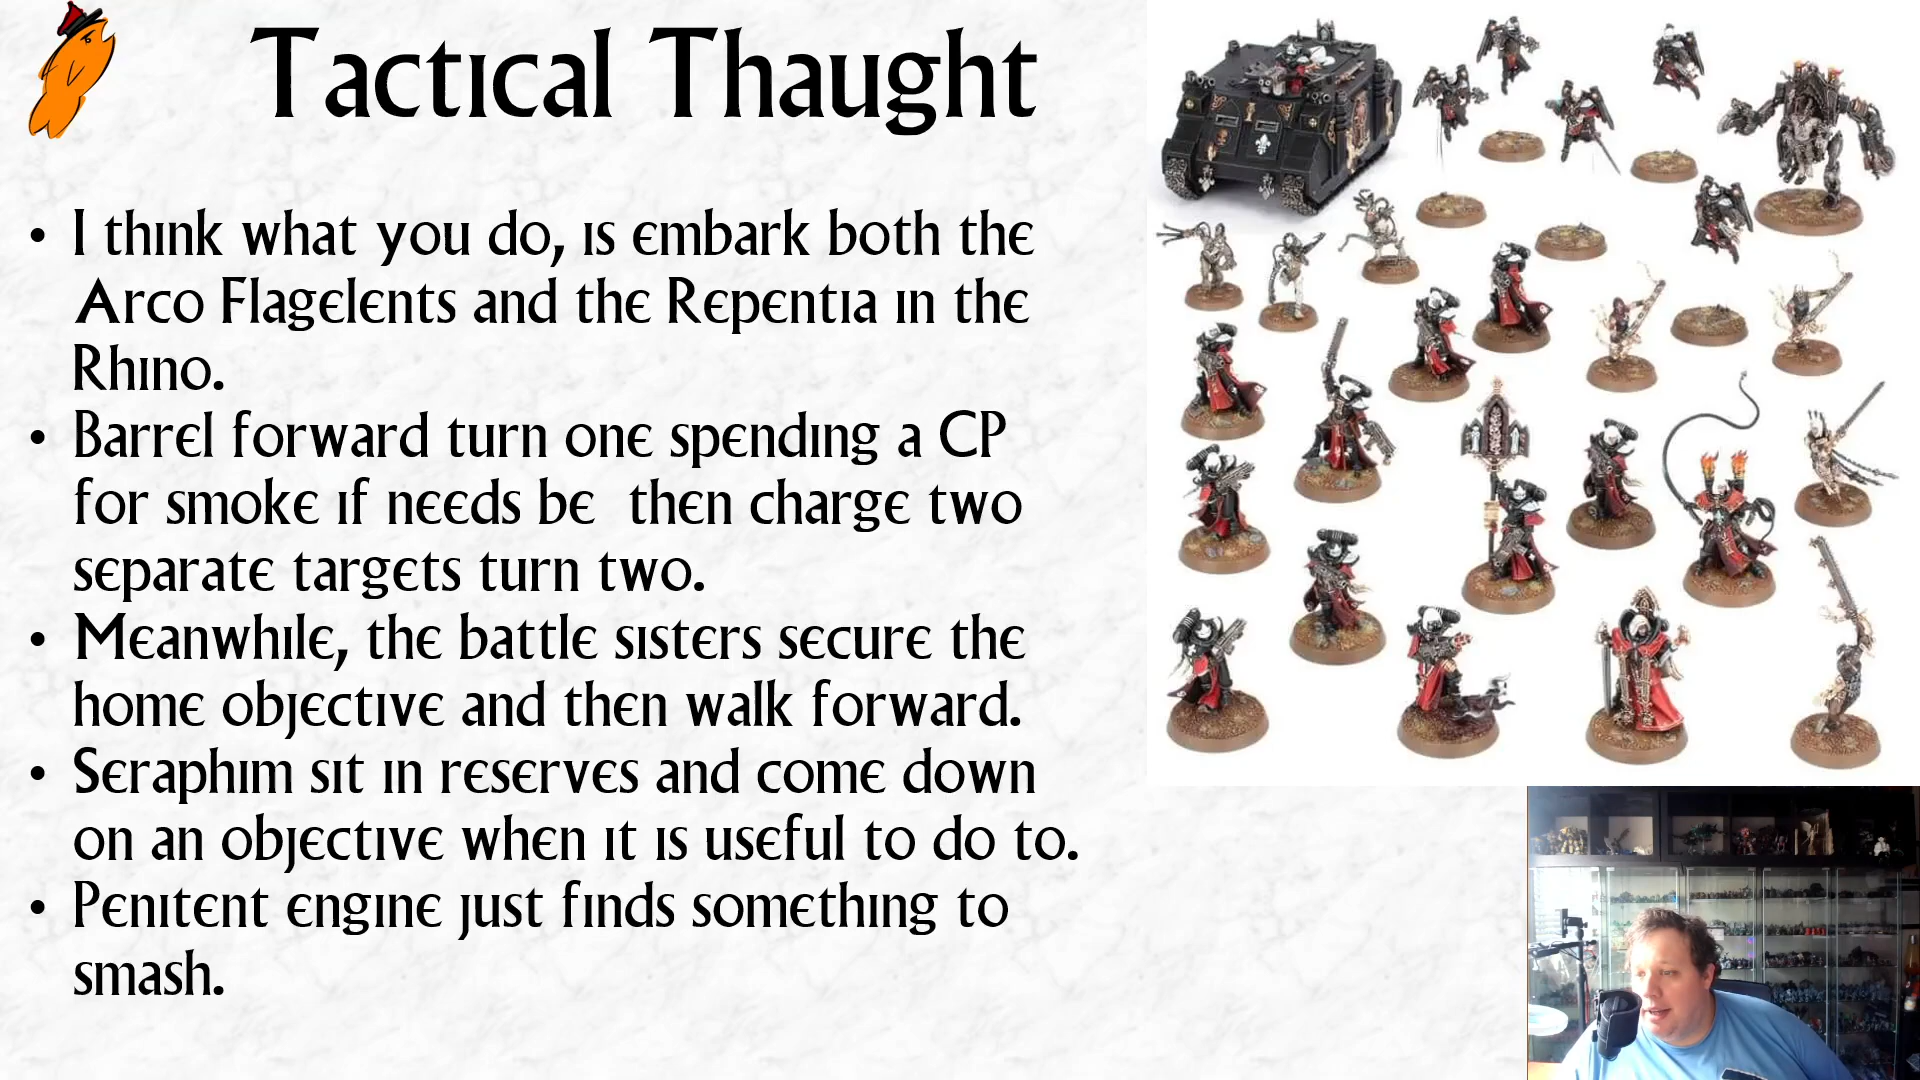 Tactical Thaught
• I think what you do, is embark both the
Arco Flagelents and the Repentia in the
Rhino.
• Barrel forward turn one spending a CP
for smoke if needs be  then charge two
separate targets turn two.
• Meanwhile, the battle sisters secure the
home objective and then walk forward.
• Seraphim sit in reserves and come down
on an objective when it is useful to do to.
• Penitent engine just finds something to
smash.